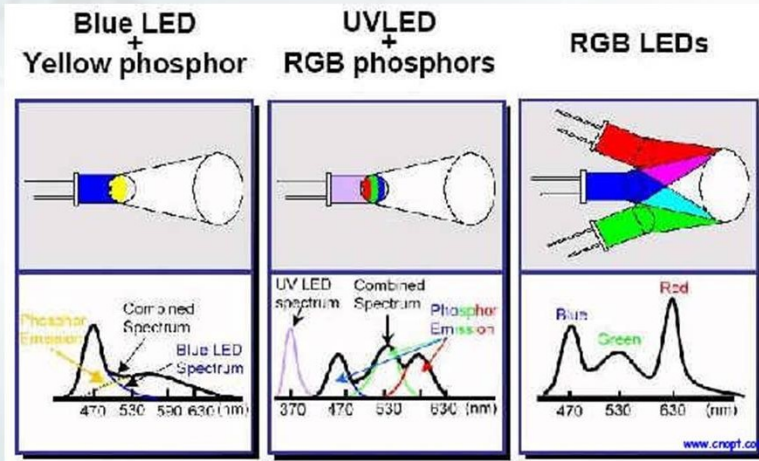 Blue LED
+
Yellow phosphor
UVLED
+
RGB phosphors
RGB LEDs
Phosphor
Emission
Combined
Spectrum
Blue LED
Spectrum
470 530 590 630 (nm)
UV LED
spectrum
Combined
Spectrum
Phosphor
Emission
370 470 530 630 (nm)
Blue
Green
Red
470 530 630 (nm)
www.cnopt.co